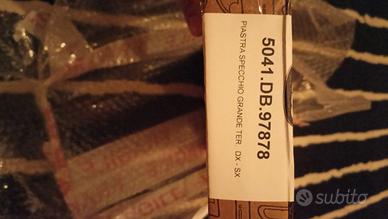 5041.DB.97878
PIASTRA SPECCHIO GRANDE TER DX - SX
subito